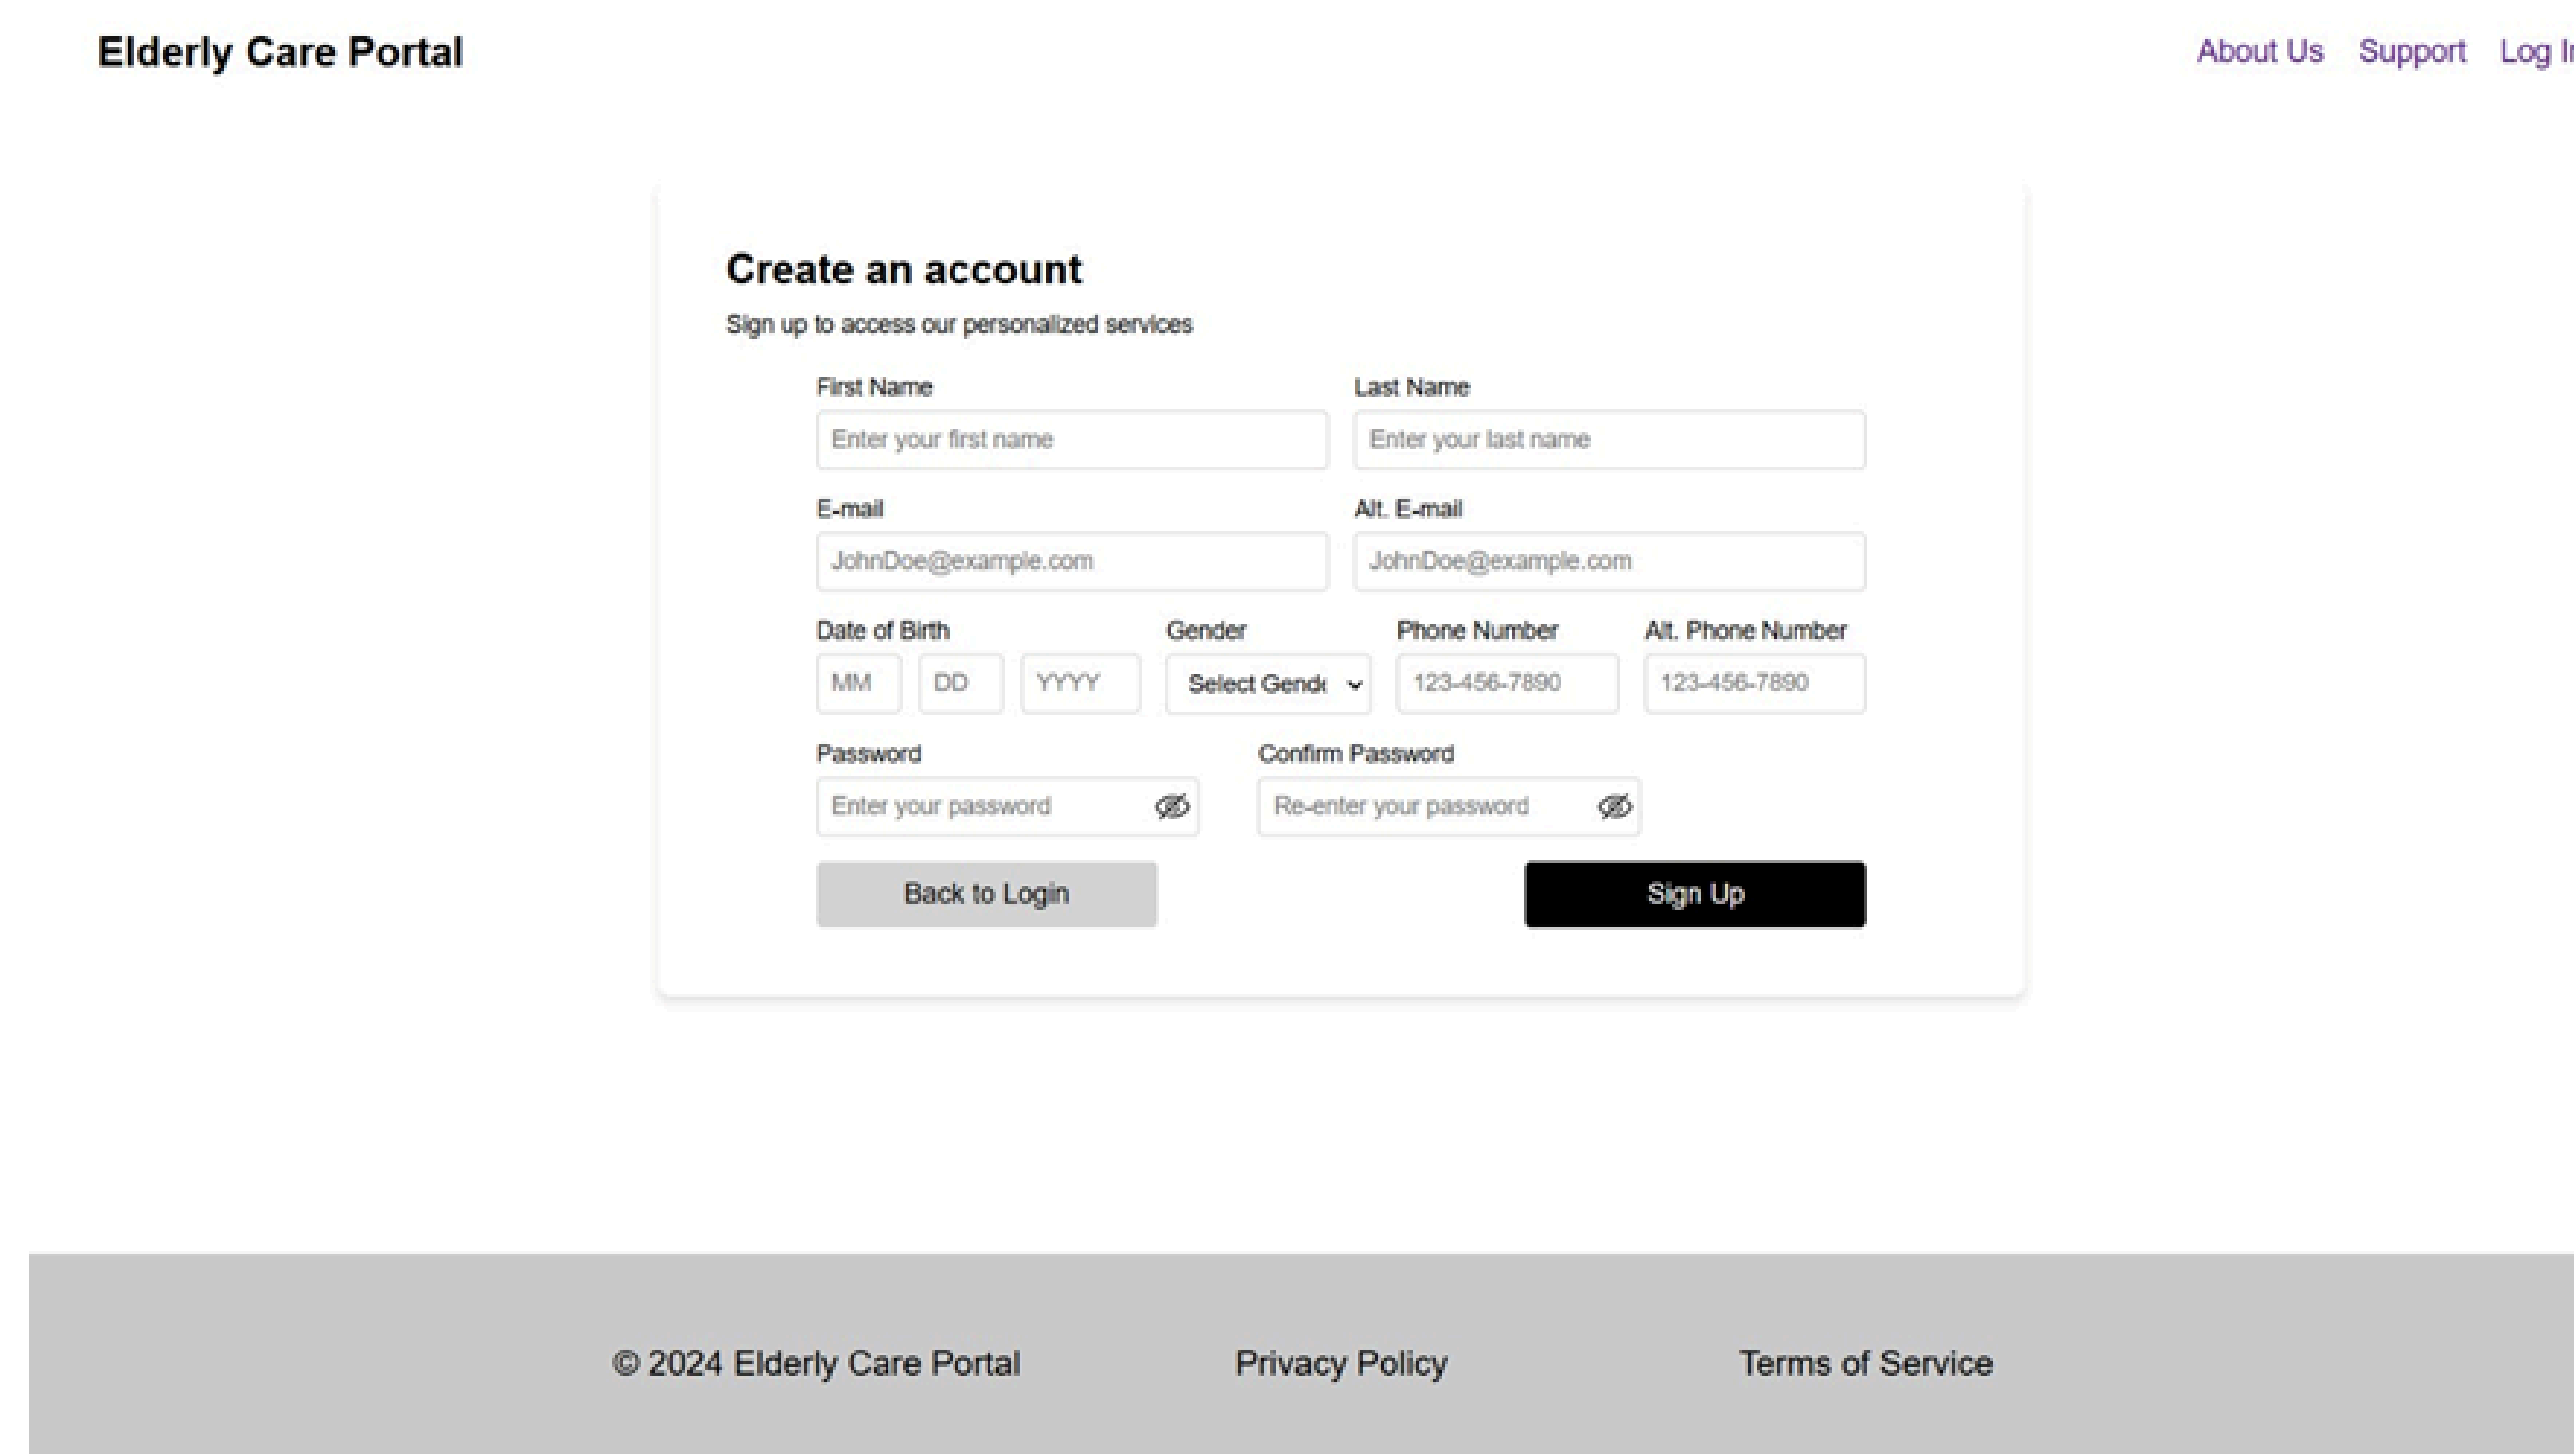 Elderly Care Portal About Us Support Log In
Create an account
Sign up to access our personalized services
First Name Last Name
Enter your first name Enter your last name
E-mail Alt. E-mail
JohnDoe@example.com JohnDoe@example.com
Date of Birth Gender Phone Number Alt. Phone Number
MM DD YYYY Select Gende 123-456-7890 123-456-7890
Password Confirm Password
Enter your password Re-enter your password
Back to Login Sign Up
© 2024 Elderly Care Portal Privacy Policy Terms of Service